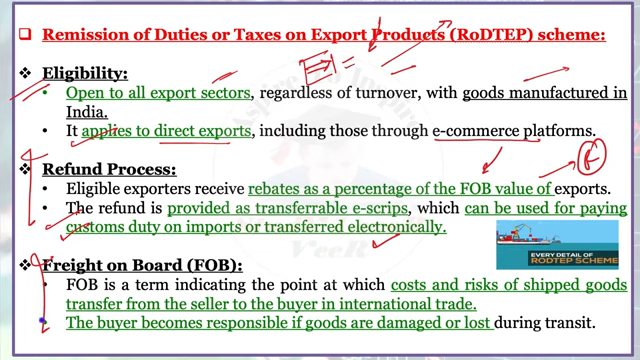 Remission of Duties or Taxes on Export Products (RoDTEP) scheme:
Eligibility:
Open to all export sectors, regardless of turnover, with goods manufactured in
India.
It applies to direct exports, including those through e-commerce platforms.
Refund Process:
Eligible exporters receive rebates as a percentage of the FOB value of exports.
The refund is provided as transferrable e-scrips, which can be used for paying
customs duty on imports or transferred electronically.
EVERY DETAIL OF
RODTEP SCHEME
Freight on Board (FOB):
FOB is a term indicating the point at which costs and risks of shipped goods
transfer from the seller to the buyer in international trade.
The buyer becomes responsible if goods are damaged or lost during transit.